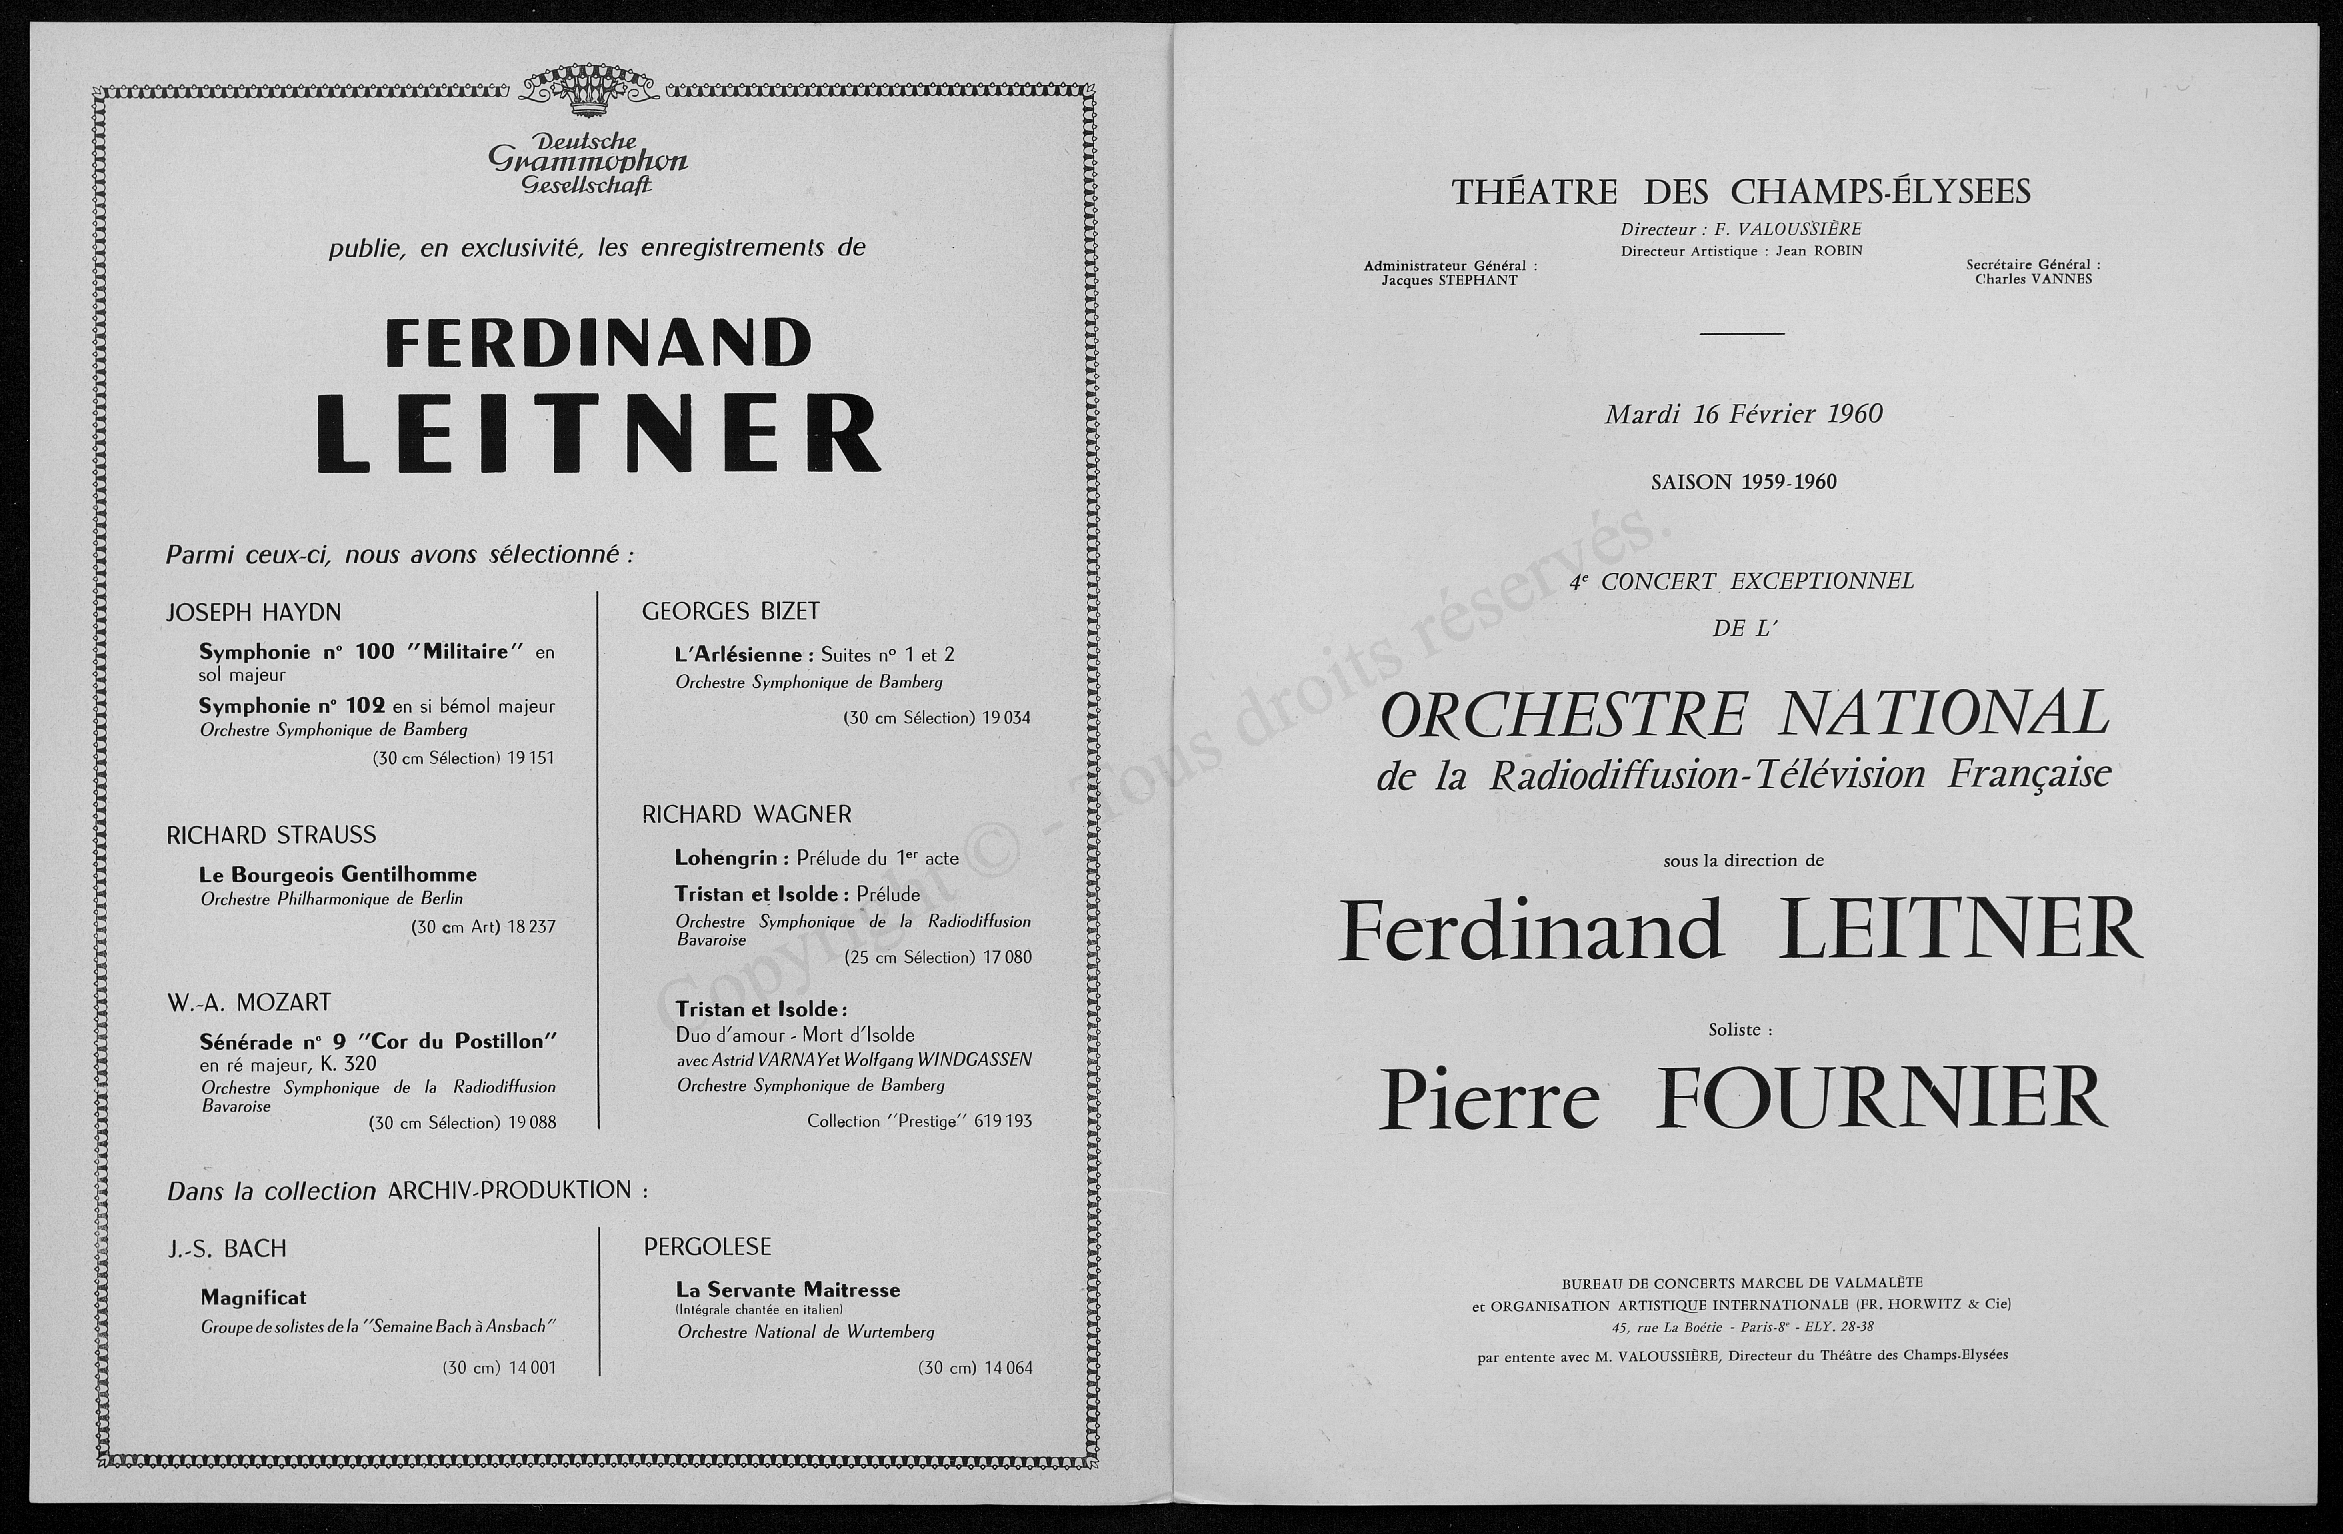 Deutsche
Grammophon
Gesellschaft
publie, en exclusivité, les enregistrements de
FERDINAND
LEITNER
Parmi ceux-ci, nous avons sélectionné :
JOSEPH HAYDN
Symphonie n° 100 "Militaire" en
sol majeur
Symphonie n° 102 en si bémol majeur
Orchestre Symphonique de Bamberg
(30 cm Sélection) 19 151
RICHARD STRAUSS
Le Bourgeois Gentilhomme
Orchestre Philharmonique de Berlin
(30 cm Art) 18 237
W.-A. MOZART
Sénérade n° 9 "Cor du Postillon"
en ré majeur, K. 320
Orchestre Symphonique de la Radiodiffusion
Bavaroise
(30 cm Sélection) 19 088
GEORGES BIZET
L'Arlésienne : Suites n° 1 et 2
Orchestre Symphonique de Bamberg
(30 cm Sélection) 19 034
RICHARD WAGNER
Lohengrin : Prélude du 1er acte
Tristan et Isolde : Prélude
Orchestre Symphonique de la Radiodiffusion
Bavaroise
(25 cm Sélection) 17 080
Tristan et Isolde :
Duo d'amour - Mort d'Isolde
avec Astrid VARNAY et Wolfgang WINDGASSEN
Orchestre Symphonique de Bamberg
Collection "Prestige" 619 193
Dans la collection ARCHIV-PRODUKTION :
J.-S. BACH
Magnificat
Groupe de solistes de la "Semaine Bach à Ansbach"
(30 cm) 14 001
PERGOLESE
La Servante Maitresse
(Intégrale chantée en italien)
Orchestre National de Wurtemberg
(30 cm) 14 064
THÉATRE DES CHAMPS-ÉLYSEES
Directeur : F. VALOUSSIÈRE
Directeur Artistique : Jean ROBIN
Administrateur Général :
Jacques STEPHANT
Secrétaire Général :
Charles VANNES
Mardi 16 Février 1960
SAISON 1959-1960
4e CONCERT EXCEPTIONNEL
DE L'
ORCHESTRE NATIONAL
de la Radiodiffusion-Télévision Française
sous la direction de
Ferdinand LEITNER
Soliste :
Pierre FOURNIER
BUREAU DE CONCERTS MARCEL DE VALMALÈTE
et ORGANISATION ARTISTIQUE INTERNATIONALE (FR. HORWITZ & Cie)
45, rue La Boétie - Paris-8e - ELY. 28-38
par entente avec M. VALOUSSIÈRE, Directeur du Théâtre des Champs-Elysées
Copyright © - Tous droits réservés.